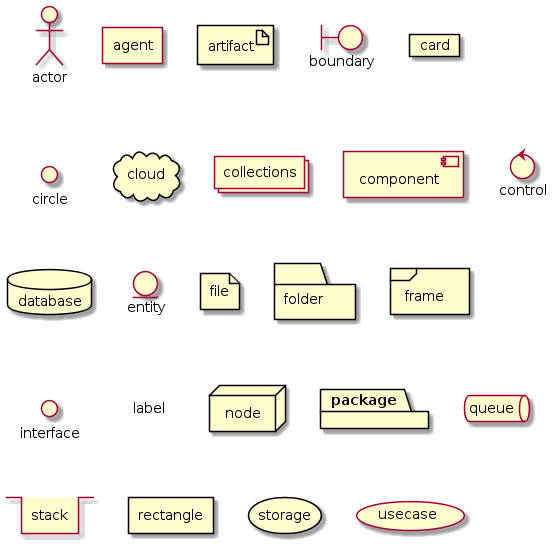 actor
agent
artifact
boundary
card
circle
cloud
collections
component
control
database
entity
file
folder
frame
interface
label
node
package
queue
stack
rectangle
storage
usecase